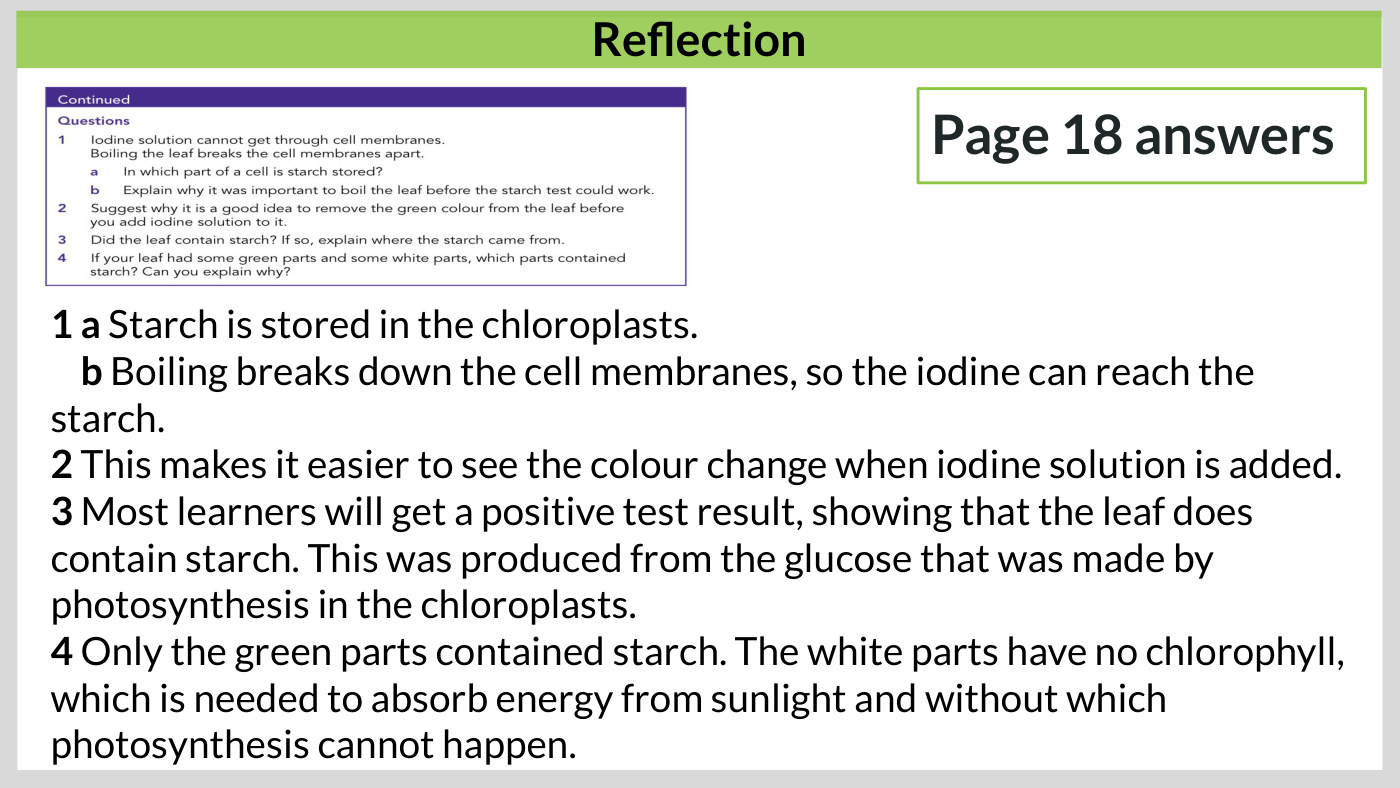 Reflection
Continued
Questions
1 Iodine solution cannot get through cell membranes.
Boiling the leaf breaks the cell membranes apart.
a In which part of a cell is starch stored?
b Explain why it was important to boil the leaf before the starch test could work.
2 Suggest why it is a good idea to remove the green colour from the leaf before
you add iodine solution to it.
3 Did the leaf contain starch? If so, explain where the starch came from.
4 If your leaf had some green parts and some white parts, which parts contained
starch? Can you explain why?
Page 18 answers
1 a Starch is stored in the chloroplasts.
b Boiling breaks down the cell membranes, so the iodine can reach the
starch.
2 This makes it easier to see the colour change when iodine solution is added.
3 Most learners will get a positive test result, showing that the leaf does
contain starch. This was produced from the glucose that was made by
photosynthesis in the chloroplasts.
4 Only the green parts contained starch. The white parts have no chlorophyll,
which is needed to absorb energy from sunlight and without which
photosynthesis cannot happen.